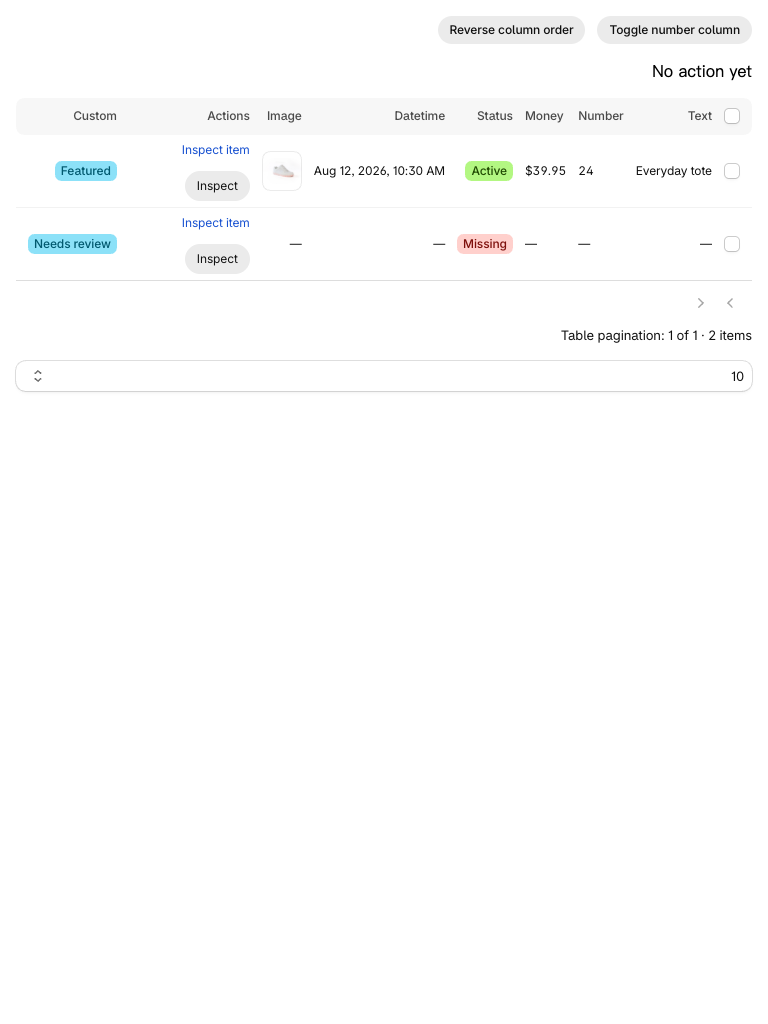 Reverse column order
Toggle number column
No action yet
Custom Actions Image Datetime Status Money Number Text
Featured Inspect item Inspect Aug 12, 2026, 10:30 AM Active $39.95 24 Everyday tote
Needs review Inspect item Inspect — — Missing — — —
Table pagination: 1 of 1 · 2 items
10